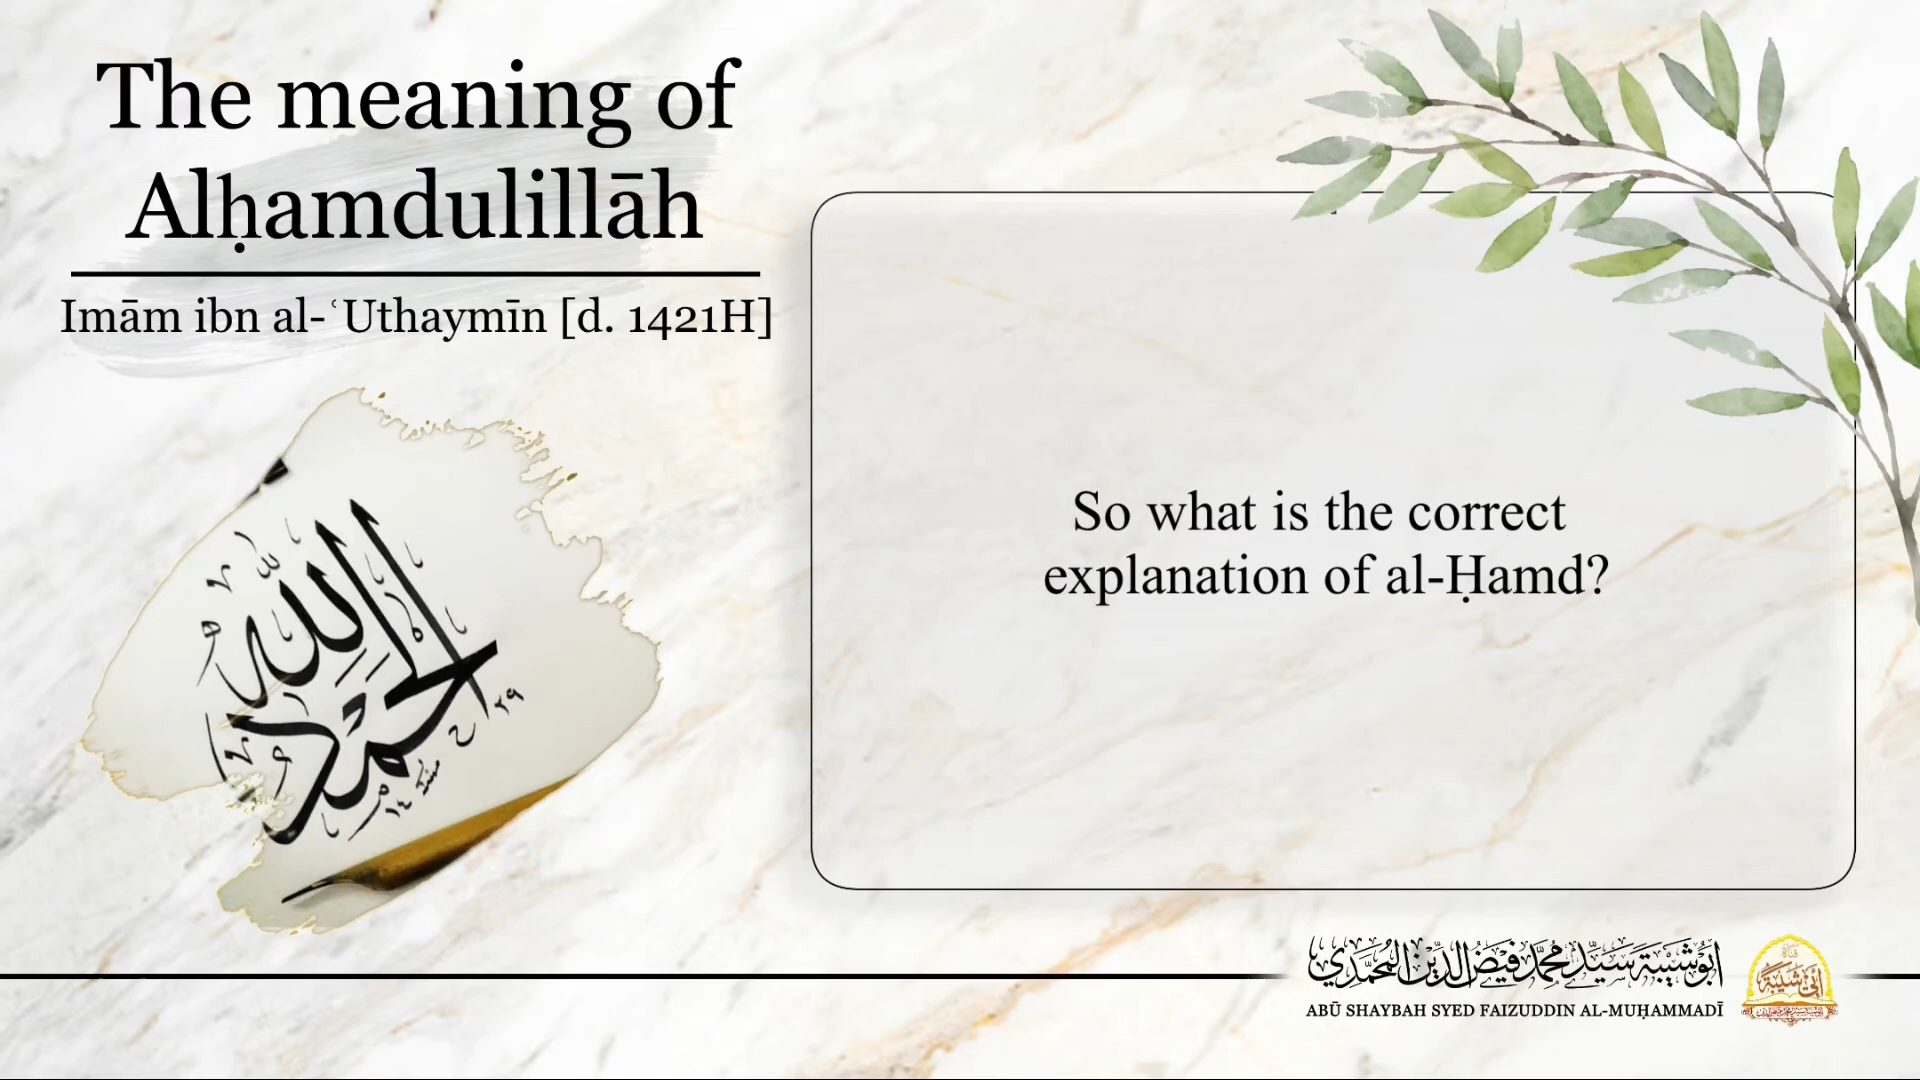 The meaning of
Alḥamdulillāh
Imām ibn al-ʿUthaymīn [d. 1421H]
الحمد لله
So what is the correct
explanation of al-Ḥamd?
ابو شيبة سيد محمد فيض الدين المحمدي
ABŪ SHAYBAH SYED FAIZUDDIN AL-MUḤAMMADĪ